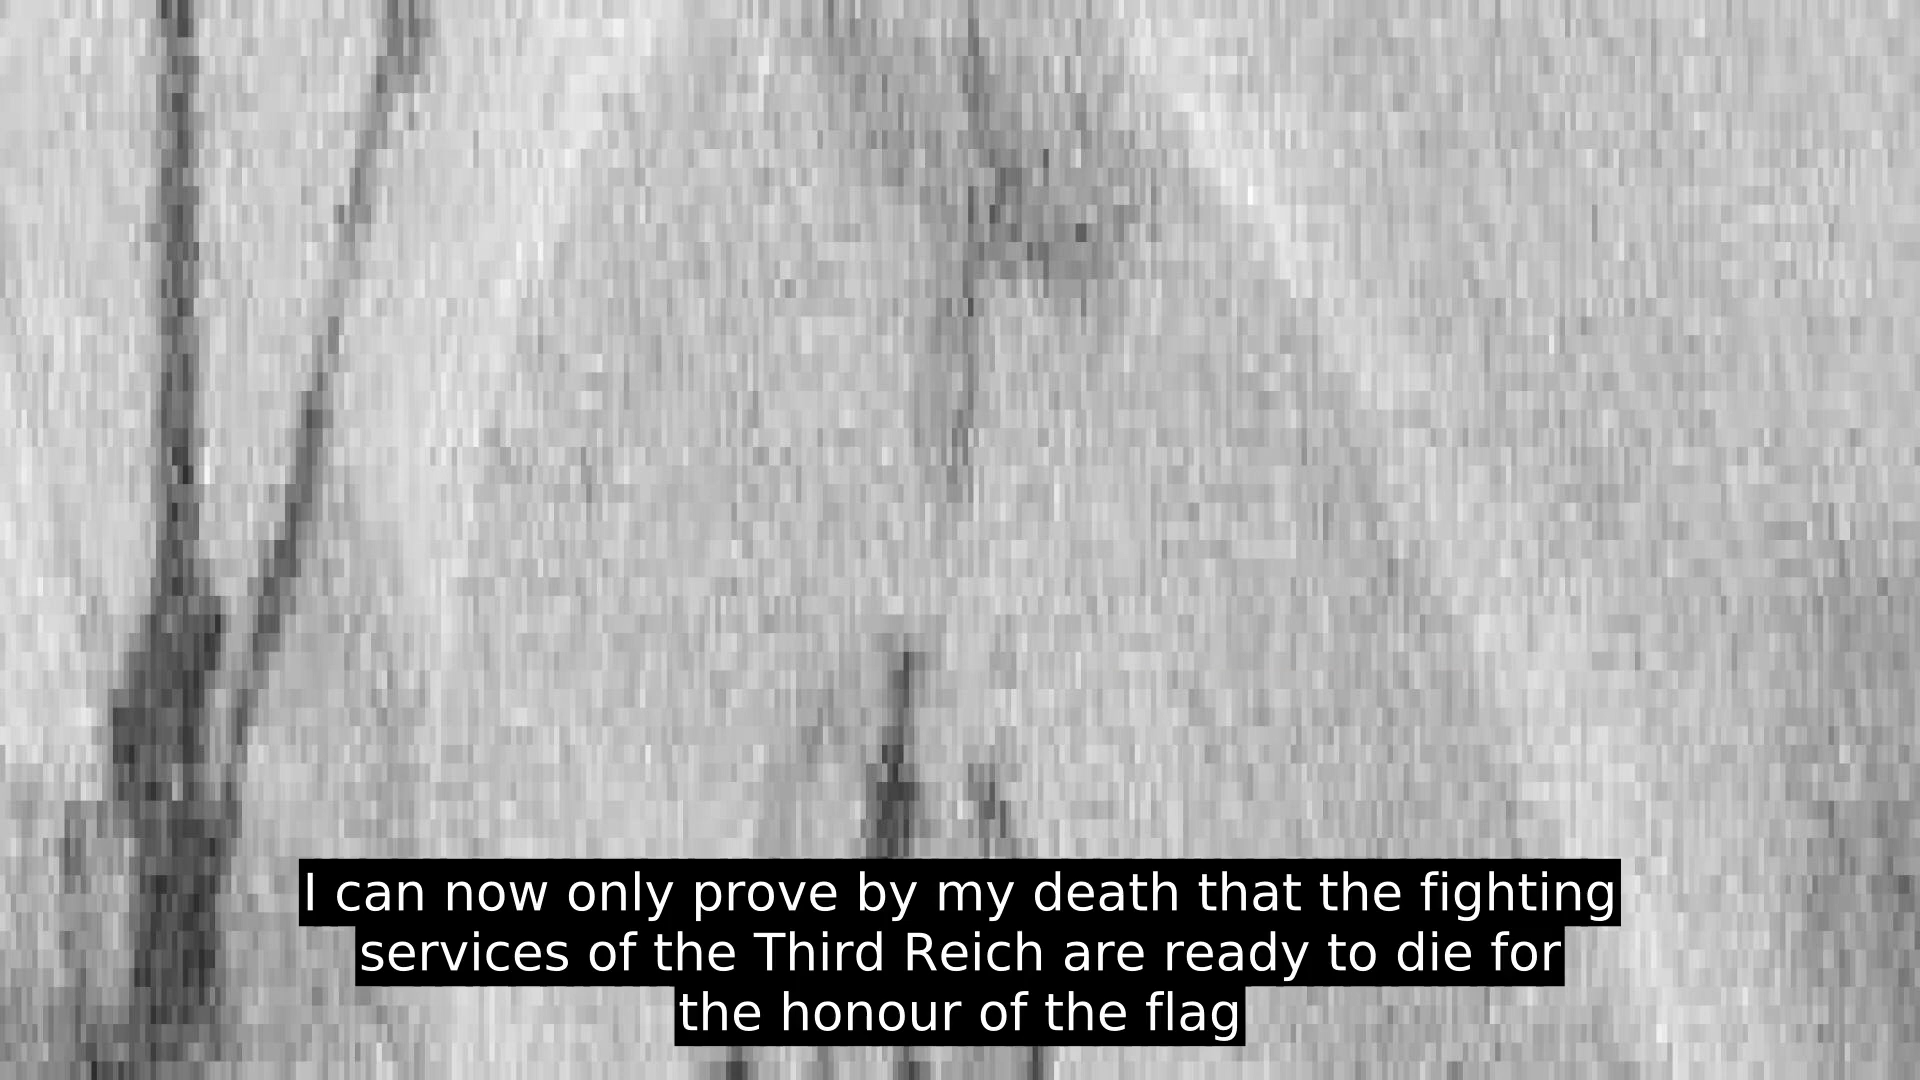 I can now only prove by my death that the fighting
services of the Third Reich are ready to die for
the honour of the flag